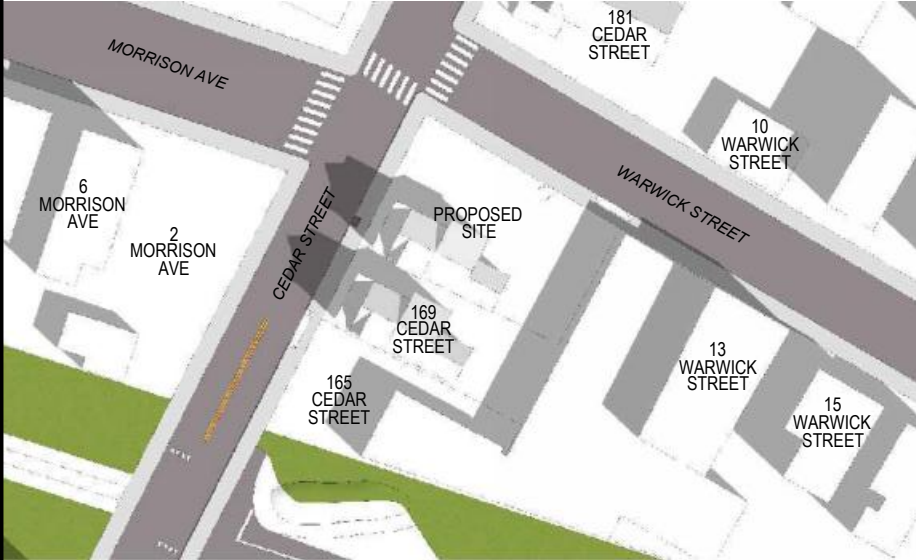 181
CEDAR
STREET
MORRISON AVE
10
WARWICK
STREET
6
MORRISON
AVE
WARWICK STREET
PROPOSED
SITE
2
MORRISON
AVE
CEDAR STREET
169
CEDAR
STREET
13
WARWICK
STREET
165
CEDAR
STREET
15
WARWICK
STREET